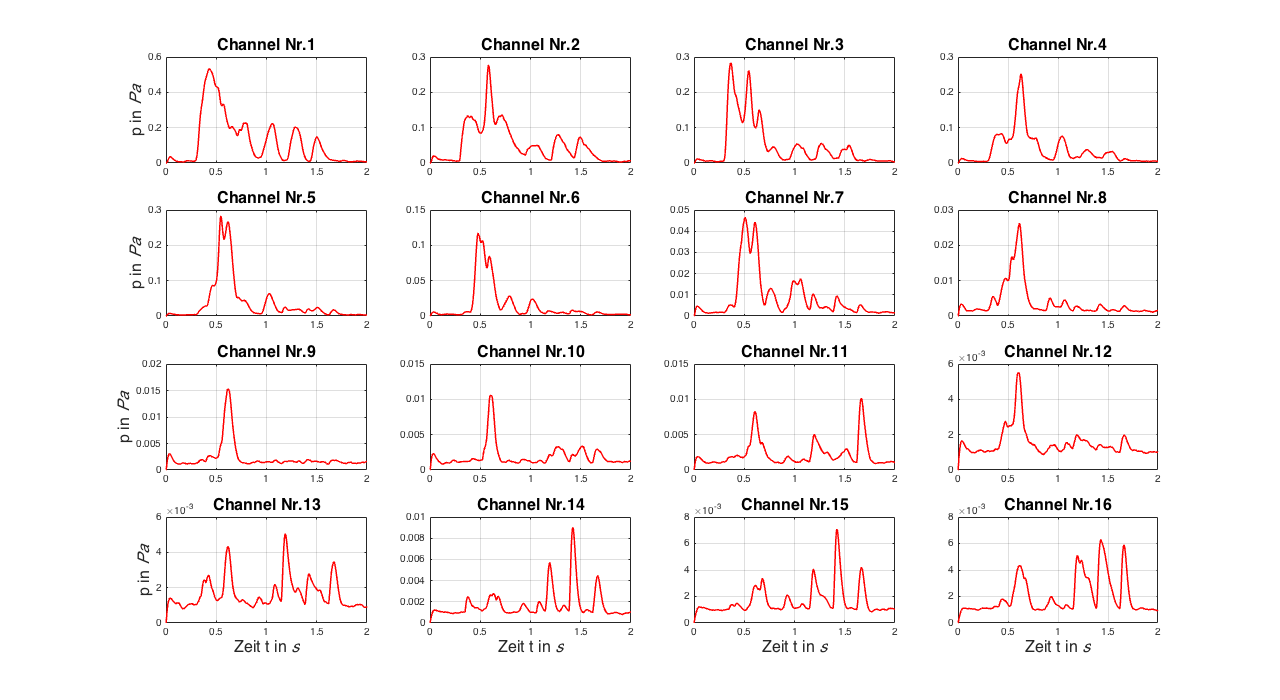 Channel Nr.1 Channel Nr.2 Channel Nr.3 Channel Nr.4
0.6 0.3 0.3 0.3
0.4 0.2 0.2 0.2
0.2 0.1 0.1 0.1
0 0 0 0
p in Pa
0 0.5 1 1.5 2 0 0.5 1 1.5 2 0 0.5 1 1.5 2 0 0.5 1 1.5 2
Channel Nr.5 Channel Nr.6 Channel Nr.7 Channel Nr.8
0.3 0.15 0.05 0.03
0.04
0.2 0.1 0.03 0.02
0.1 0.05 0.02 0.01
0.01
0 0 0 0
p in Pa
0 0.5 1 1.5 2 0 0.5 1 1.5 2 0 0.5 1 1.5 2 0 0.5 1 1.5 2
Channel Nr.9 Channel Nr.10 Channel Nr.11 ×10⁻³ Channel Nr.12
0.02 0.015 0.015 6
0.015 0.01 0.01 4
0.01
0.005 0.005 0.005 2
0 0 0 0
p in Pa
0 0.5 1 1.5 2 0 0.5 1 1.5 2 0 0.5 1 1.5 2 0 0.5 1 1.5 2
×10⁻³ Channel Nr.13 Channel Nr.14 ×10⁻³ Channel Nr.15 ×10⁻³ Channel Nr.16
6 0.01 8 8
0.008
4 0.006 6 6
0.004 4 4
2 0.002 2 2
0 0 0 0
p in Pa
0 0.5 1 1.5 2 0 0.5 1 1.5 2 0 0.5 1 1.5 2 0 0.5 1 1.5 2
Zeit t in s Zeit t in s Zeit t in s Zeit t in s